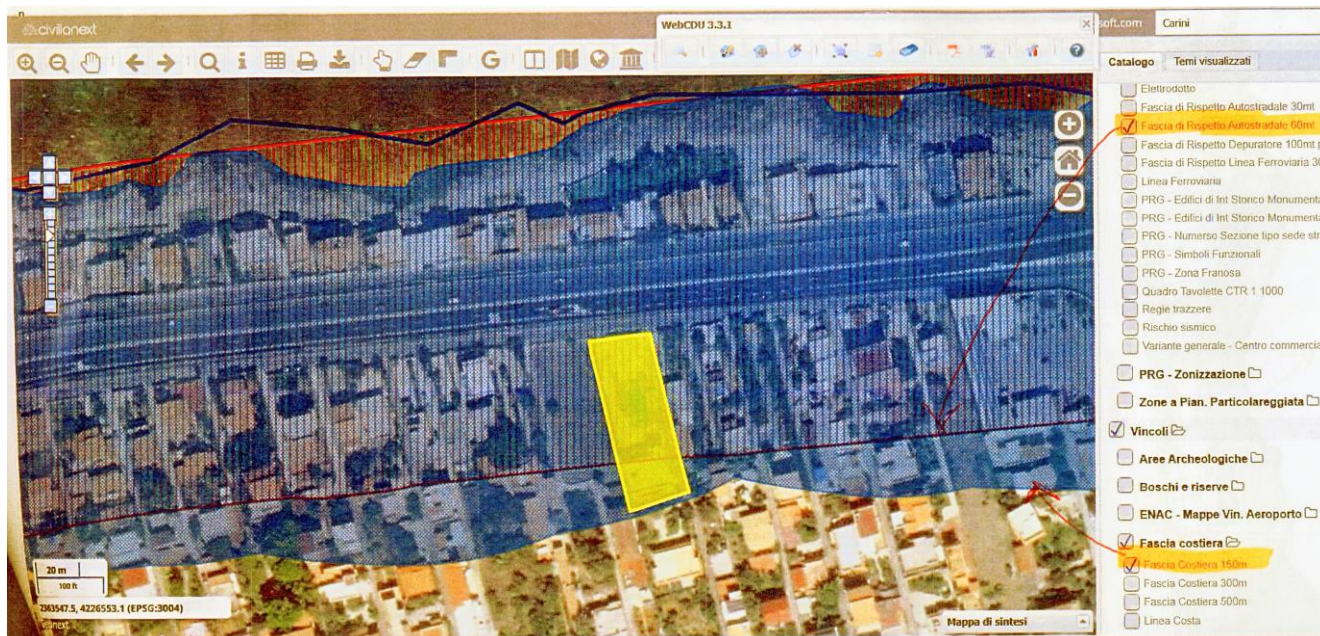 civilianext
WebCDU 3.3.1
soft.com
Carini
G
i
Catalogo
Temi visualizzati
Elettrodotto
Fascia di Rispetto Autostradale 30mt
Fascia di Rispetto Autostradale 60mt
Fascia di Rispetto Depuratore 100mt p
Fascia di Rispetto Linea Ferroviaria 30
Linea Ferroviaria
PRG - Edifici di Int Storico Monumenta
PRG - Edifici di Int Storico Monumenta
PRG - Numerso Sezione tipo sede str
PRG - Simboli Funzionali
PRG - Zona Franosa
Quadro Tavolette CTR 1 1000
Regie trazzere
Rischio sismico
Variante generale - Centro commercia
PRG - Zonizzazione
Zone a Pian. Particolareggiata
Vincoli
Aree Archeologiche
Boschi e riserve
ENAC - Mappe Vin. Aeroporto
Fascia costiera
Fascia Costiera 150m
Fascia Costiera 300m
Fascia Costiera 500m
Linea Costa
20 m
100 ft
2363547.5, 4226553.1 (EPSG:3004)
Mappa di sintesi